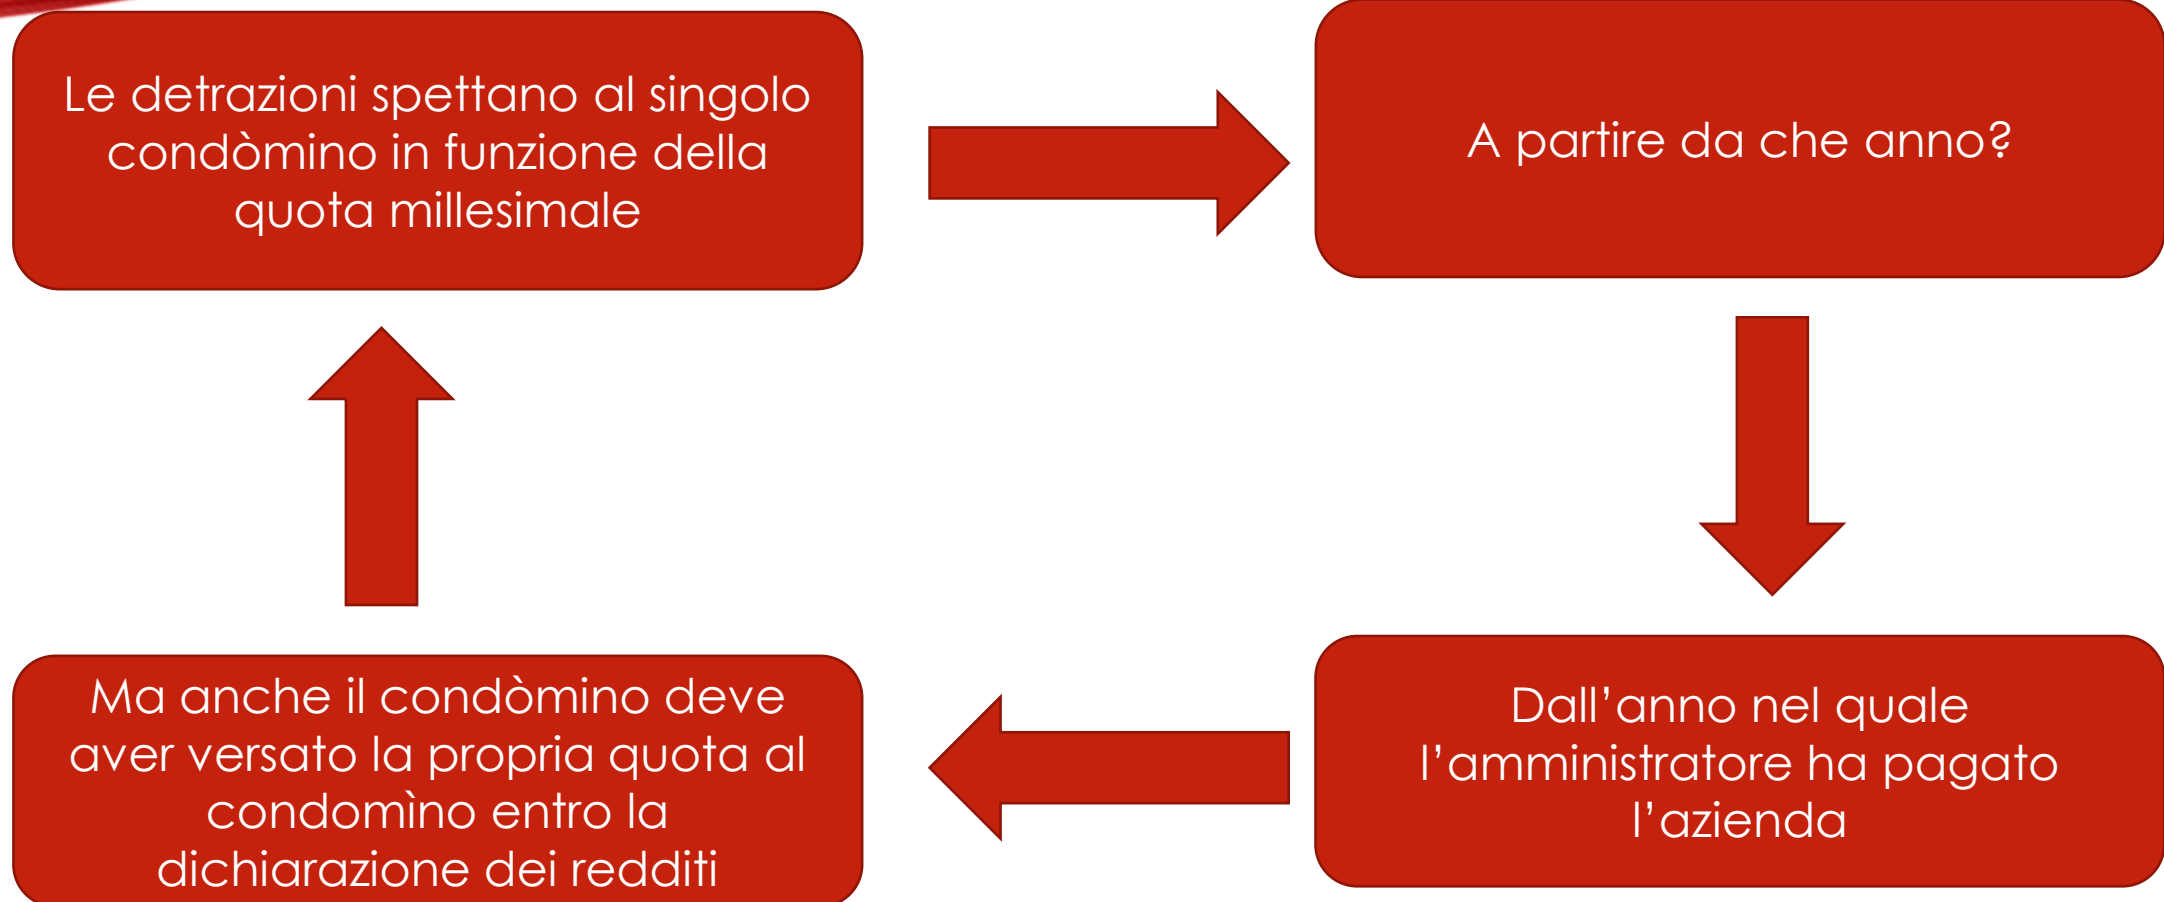 Le detrazioni spettano al singolo
condòmino in funzione della
quota millesimale
A partire da che anno?
Dall’anno nel quale
l’amministratore ha pagato
l’azienda
Ma anche il condòmino deve
aver versato la propria quota al
condomìno entro la
dichiarazione dei redditi